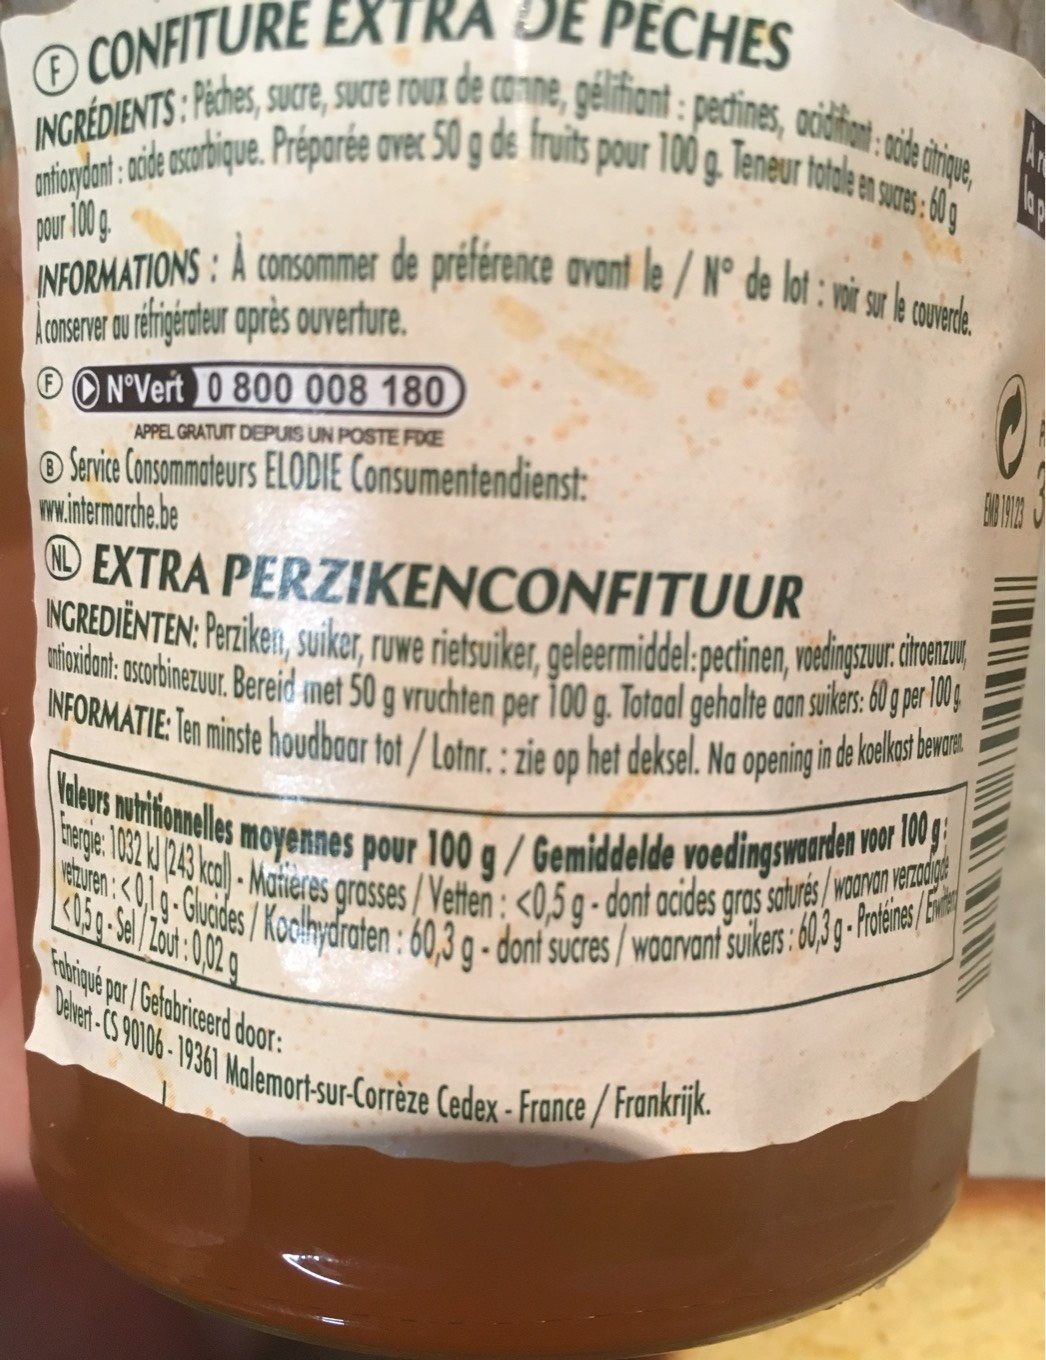 F CONFITURE EXTRA DE PÊCHES
INGRÉDIENTS : Pêches, sucre, sucre roux de canne, gélifiant : pectines, acidifiant : acide citrique,
antioxydant : acide ascorbique. Préparée avec 50 g de fruits pour 100 g. Teneur totale en sucres : 60 g
pour 100 g.
INFORMATIONS : À consommer de préférence avant le / N° de lot : voir sur le couvercle.
À conserver au réfrigérateur après ouverture.
F N°Vert 0 800 008 180
APPEL GRATUIT DEPUIS UN POSTE FIXE
B Service Consommateurs ELODIE Consumentendienst:
www.intermarche.be
EMB 19123
NL EXTRA PERZIKENCONFITUUR
INGREDIËNTEN: Perziken, suiker, ruwe rietsuiker, geleermiddel: pectinen, voedingszuur: citroenzuur,
antioxidant: ascorbinezuur. Bereid met 50 g vruchten per 100 g. Totaal gehalte aan suikers: 60 g per 100 g.
INFORMATIE: Ten minste houdbaar tot / Lotnr. : zie op het deksel. Na opening in de koelkast bewaren.
Valeurs nutritionnelles moyennes pour 100 g / Gemiddelde voedingswaarden voor 100 g :
Energie: 1032 kJ (243 kcal) - Matières grasses / Vetten : <0,5 g - dont acides gras saturés / waarvan verzadigde
vetzuren : <0,1 g - Glucides / Koolhydraten : 60,3 g - dont sucres / waarvant suikers : 60,3 g - Protéines / Eiwitten
<0,5 g - Sel / Zout : 0,02 g
Fabriqué par / Gefabriceerd door:
Delvert - CS 90106 - 19361 Malemort-sur-Corrèze Cedex - France / Frankrijk.